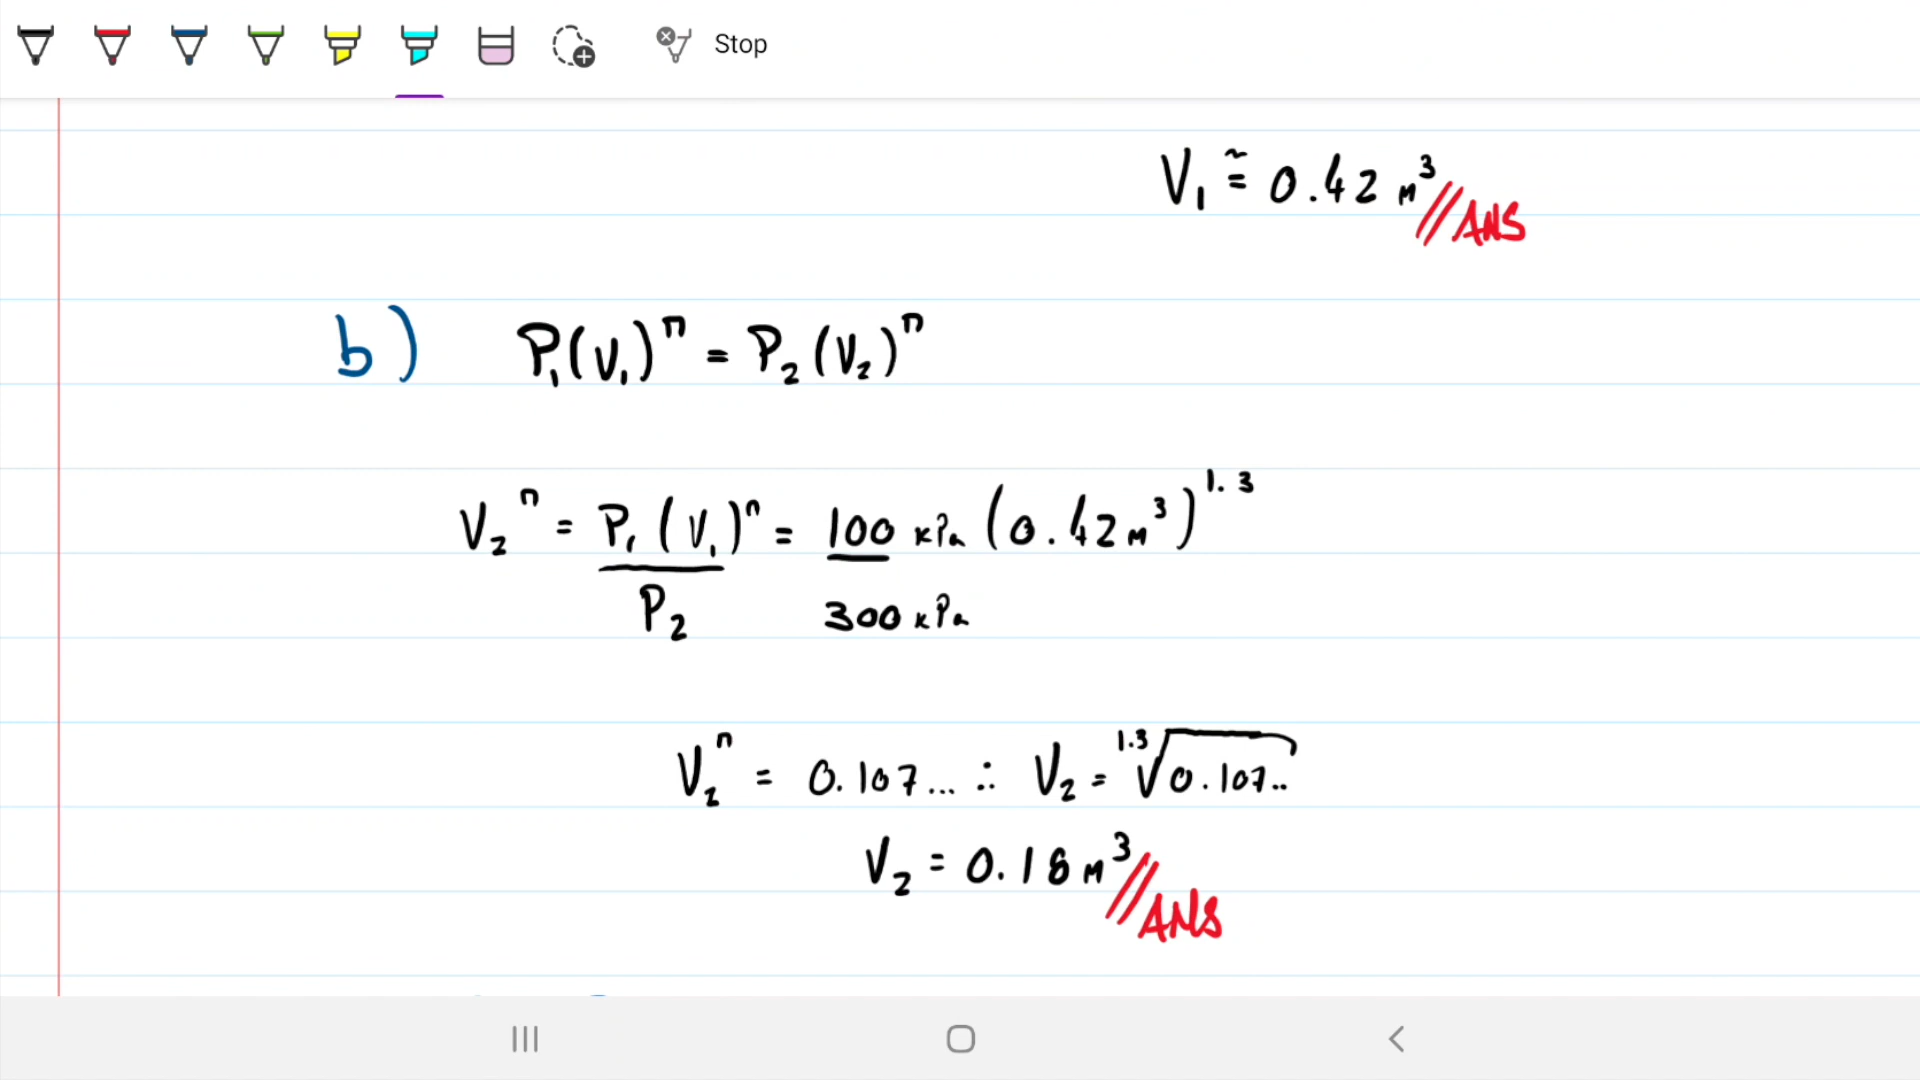 Stop
V₁ ≅ 0.42 m³ // ANS
b) P₁(V₁)ⁿ = P₂(V₂)ⁿ
V₂ⁿ = P₁(V₁)ⁿ = 100 kPa (0.42 m³)^1.3
P₂ 300 kPa
V₂ⁿ = 0.107... ∴ V₂ = ^1.3√0.107..
V₂ = 0.18 m³ // ANS